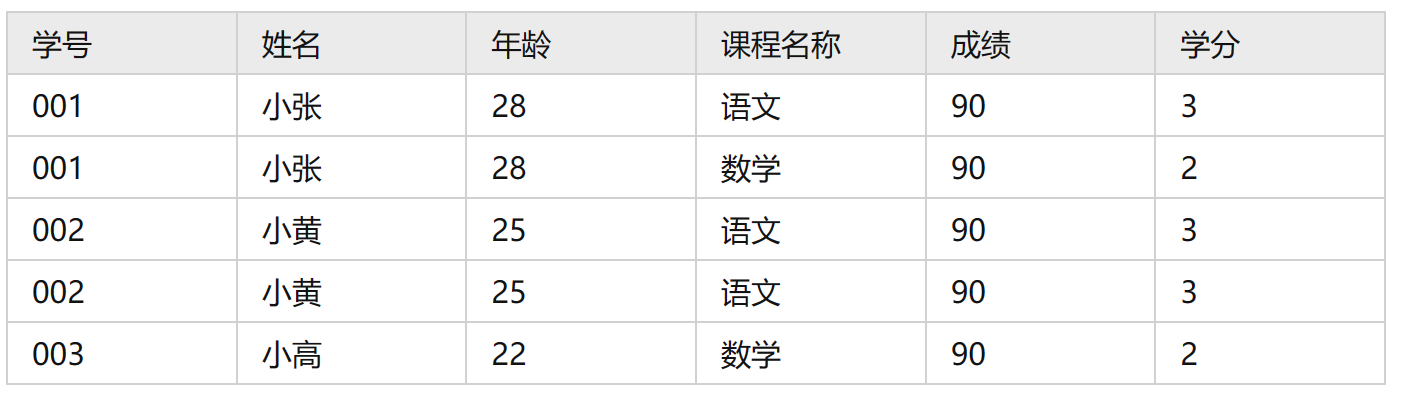 学号 姓名 年龄 课程名称 成绩 学分
001 小张 28 语文 90 3
001 小张 28 数学 90 2
002 小黄 25 语文 90 3
002 小黄 25 语文 90 3
003 小高 22 数学 90 2